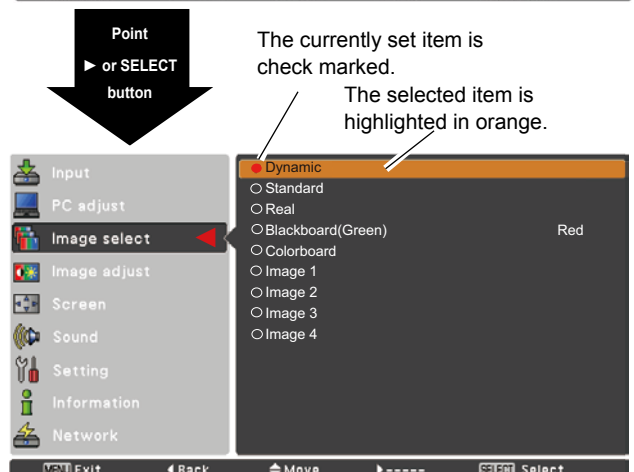 Point
► or SELECT
button
The currently set item is
check marked.
The selected item is
highlighted in orange.
Input
PC adjust
Image select
Image adjust
Screen
Sound
Setting
Information
Network
Dynamic
Standard
Real
Blackboard(Green) Red
Colorboard
Image 1
Image 2
Image 3
Image 4
MENU Exit ◄Back Move ►----- SELECT Select